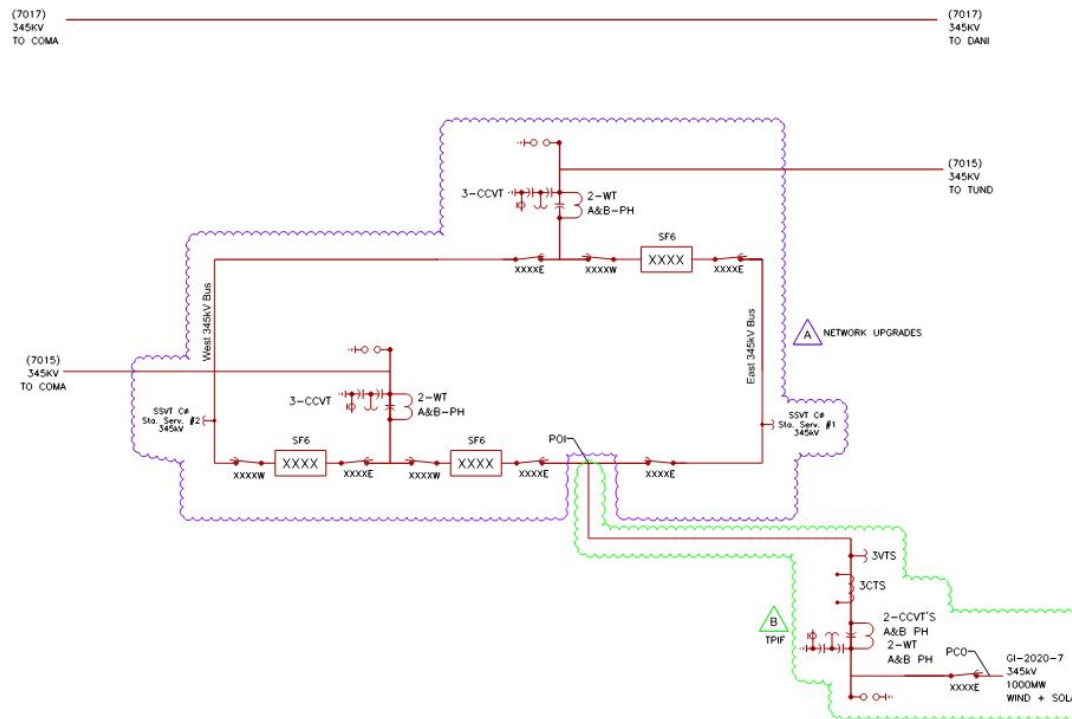 (7017)
345KV
TO COMA
(7017)
345KV
TO DANI
(7015)
345KV
TO TUND
3-CCVT
2-WT
A&B-PH
SF6
XXXX
XXXXE
XXXXW
XXXXE
West 345kV Bus
East 345kV Bus
A
NETWORK UPGRADES
(7015)
345KV
TO COMA
3-CCVT
2-WT
A&B-PH
SSVT CØ
Sta. Serv. #2
345kV
SSVT CØ
Sta. Serv. #1
345kV
SF6
XXXX
SF6
XXXX
POI
XXXXW
XXXXE
XXXXW
XXXXE
XXXXE
3VTS
3CTS
B
TPIF
2-CCVT'S
A&B PH
2-WT
A&B PH
PCO
XXXXE
GI-2020-7
345kV
1000MW
WIND + SOLA